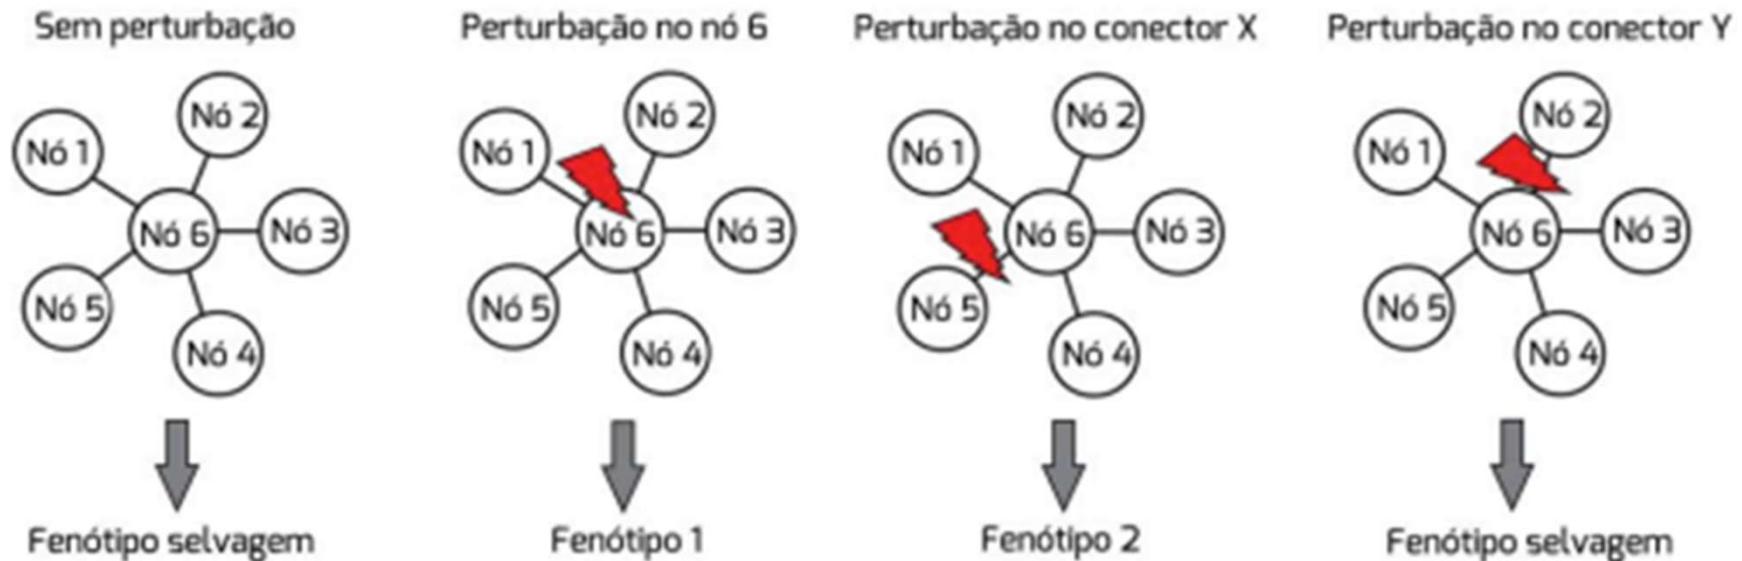 Sem perturbação
Nó 1
Nó 2
Nó 3
Nó 4
Nó 5
Nó 6
Fenótipo selvagem
Perturbação no nó 6
Nó 1
Nó 2
Nó 3
Nó 4
Nó 5
Nó 6
Fenótipo 1
Perturbação no conector X
Nó 1
Nó 2
Nó 3
Nó 4
Nó 5
Nó 6
Fenótipo 2
Perturbação no conector Y
Nó 1
Nó 2
Nó 3
Nó 4
Nó 5
Nó 6
Fenótipo selvagem